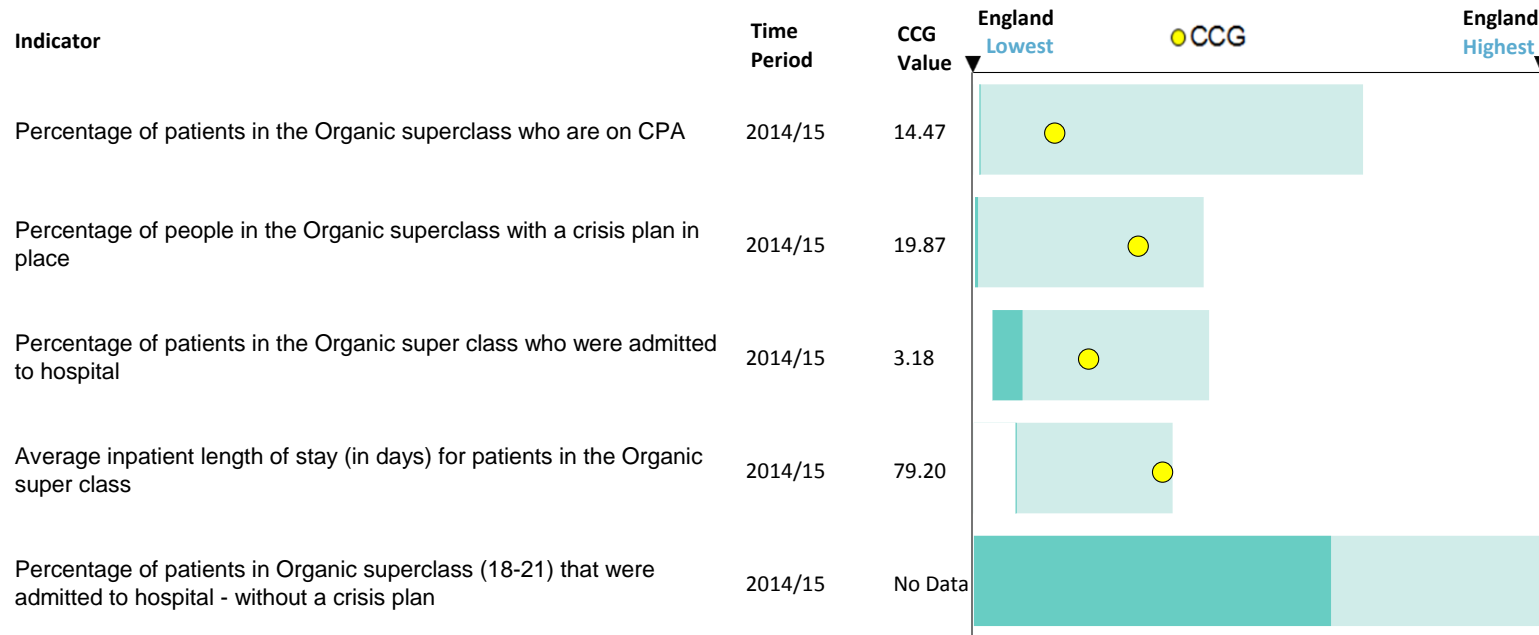 Indicator
Time
Period
CCG
Value
England
Lowest
CCG
England
Highest
Percentage of patients in the Organic superclass who are on CPA
2014/15
14.47
Percentage of people in the Organic superclass with a crisis plan in
place
2014/15
19.87
Percentage of patients in the Organic super class who were admitted
to hospital
2014/15
3.18
Average inpatient length of stay (in days) for patients in the Organic
super class
2014/15
79.20
Percentage of patients in Organic superclass (18-21) that were
admitted to hospital - without a crisis plan
2014/15
No Data